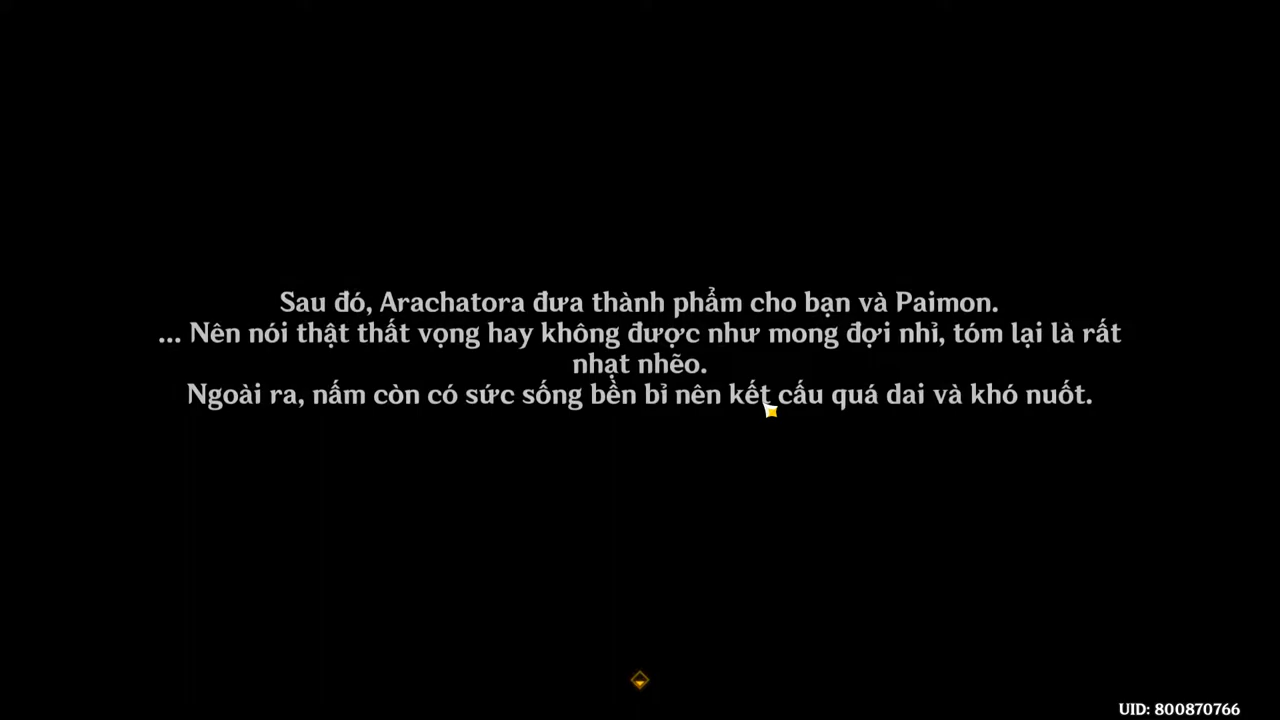 Sau đó, Arachatora đưa thành phẩm cho bạn và Paimon.
... Nên nói thật thất vọng hay không được như mong đợi nhỉ, tóm lại là rất
nhạt nhẽo.
Ngoài ra, nấm còn có sức sống bền bỉ nên kết cấu quá dai và khó nuốt.
UID: 800870766